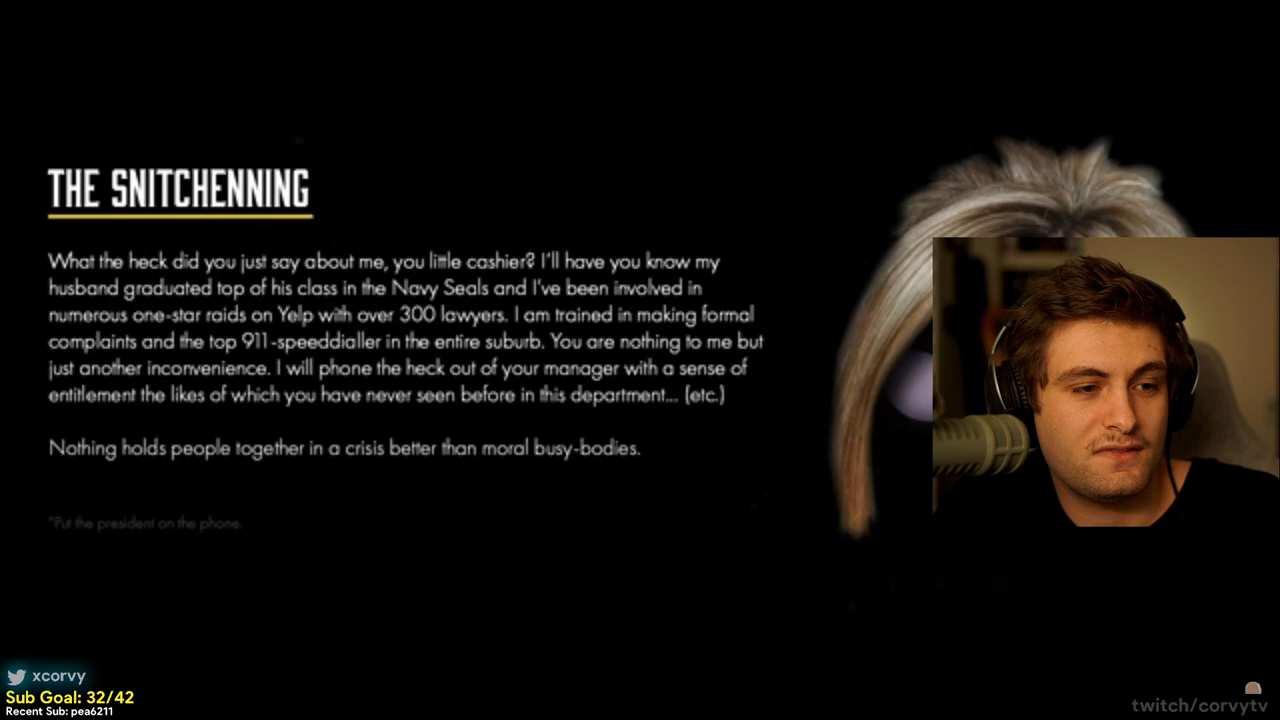 THE SNITCHENNING
What the heck did you just say about me, you little cashier? I'll have you know my
husband graduated top of his class in the Navy Seals and I've been involved in
numerous one-star raids on Yelp with over 300 lawyers. I am trained in making formal
complaints and the top 911-speeddialler in the entire suburb. You are nothing to me but
just another inconvenience. I will phone the heck out of your manager with a sense of
entitlement the likes of which you have never seen before in this department... (etc.)
Nothing holds people together in a crisis better than moral busy-bodies.
"Put the president on the phone.
xcorvy
Sub Goal: 32/42
Recent Sub: pea6211
twitch/corvytv